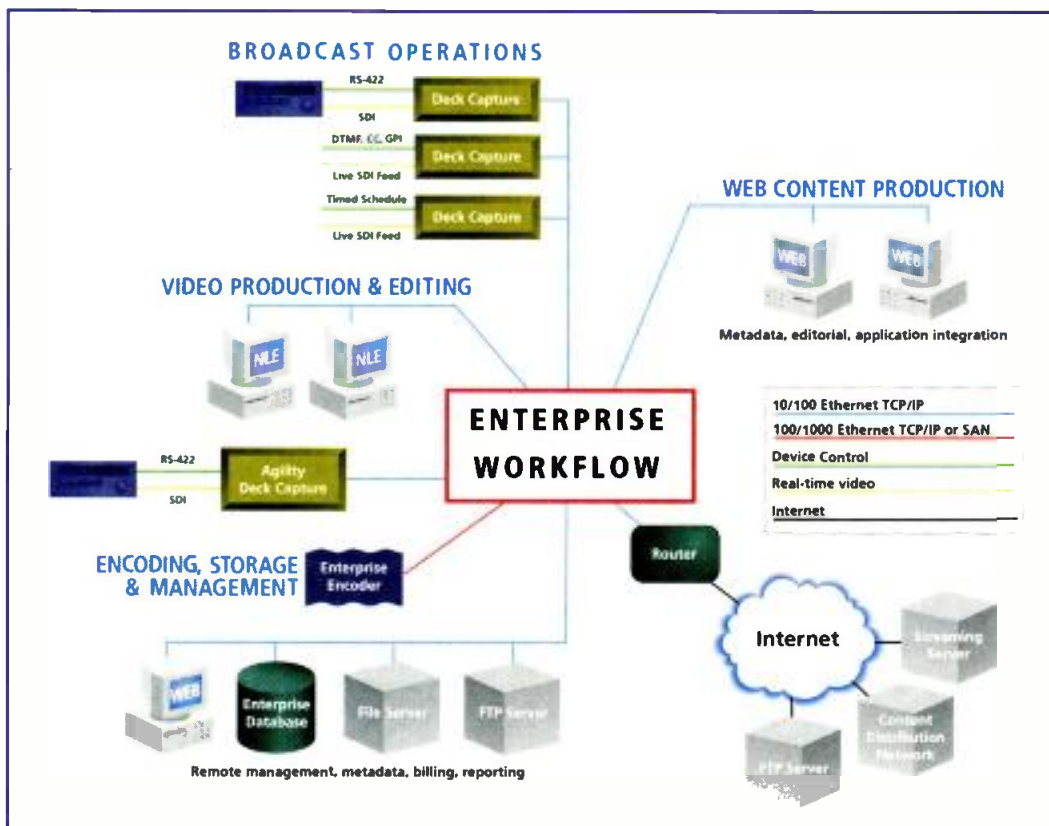 BROADCAST OPERATIONS
RS-422
SDI
Deck Capture
DTMF, CC, GPI
Live SDI Feed
Deck Capture
Timed Schedule
Live SDI Feed
Deck Capture
WEB CONTENT PRODUCTION
WEB
WEB
Metadata, editorial, application integration
VIDEO PRODUCTION & EDITING
NLE
NLE
ENTERPRISE
WORKFLOW
10/100 Ethernet TCP/IP
100/1000 Ethernet TCP/IP or SAN
Device Control
Real-time video
Internet
RS-422
SDI
Agility
Deck Capture
ENCODING, STORAGE
& MANAGEMENT
Enterprise
Encoder
Router
Internet
Streaming
Server
Content
Distribution
Network
FTP Server
WEB
Enterprise
Database
File Server
FTP Server
Remote management, metadata, billing, reporting